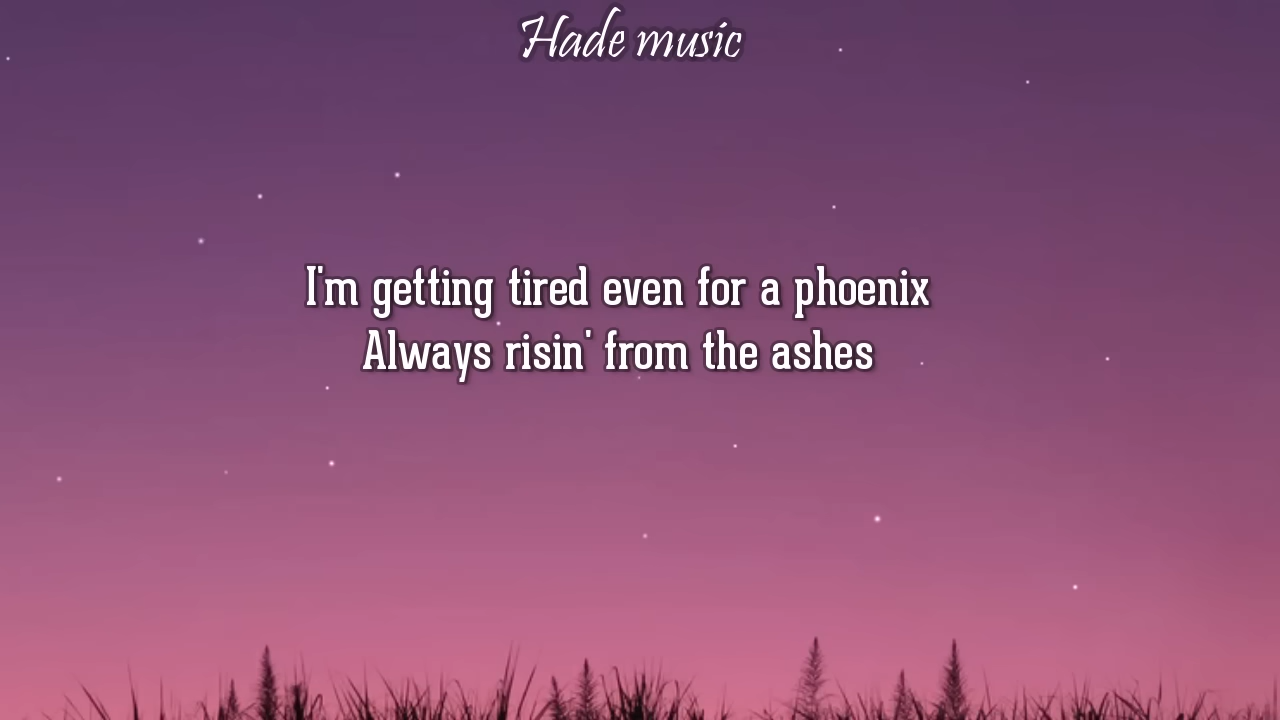 Hade music
I'm getting tired even for a phoenix
Always risin' from the ashes